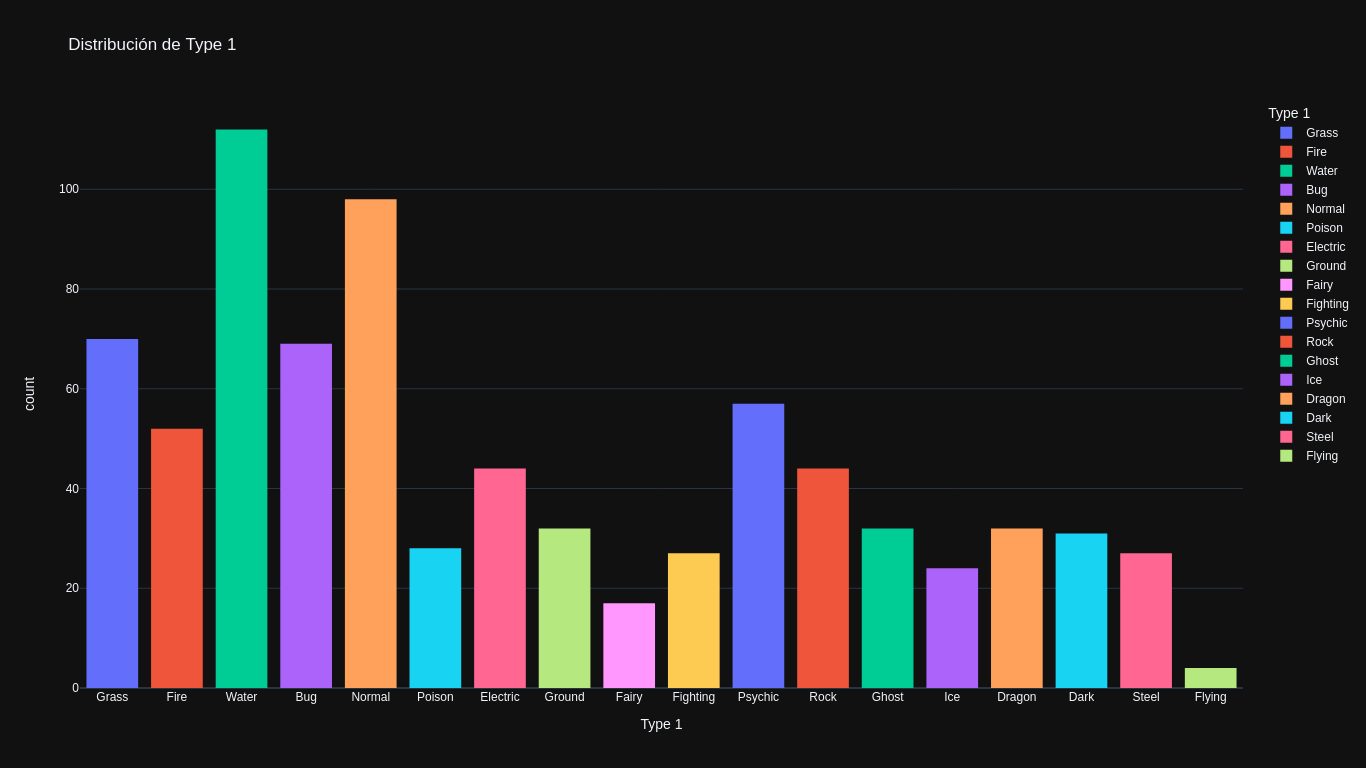 Distribución de Type 1
Type 1
Grass
Fire
Water
Bug
Normal
Poison
Electric
Ground
Fairy
Fighting
Psychic
Rock
Ghost
Ice
Dragon
Dark
Steel
Flying
count
100
80
60
40
20
0
Grass Fire Water Bug Normal Poison Electric Ground Fairy Fighting Psychic Rock Ghost Ice Dragon Dark Steel Flying
Type 1